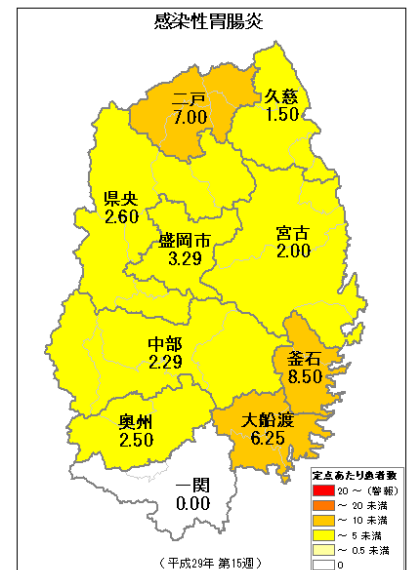 感染性胃腸炎
二戸
7.00
久慈
1.50
県央
2.60
盛岡市
3.29
宮古
2.00
中部
2.29
釜石
8.50
奥州
2.50
大船渡
6.25
一関
0.00
定点あたり患者数
20 ～ (警報)
～ 20 未満
～ 10 未満
～ 5 未満
～ 0.5 未満
0
(平成29年 第15週)